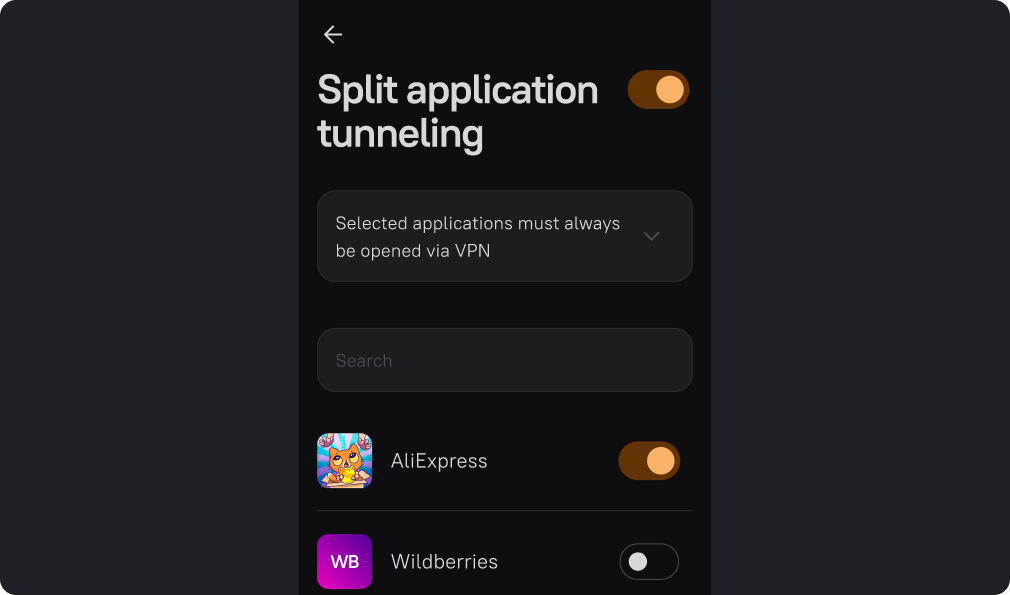 Split application
tunneling
Selected applications must always
be opened via VPN
Search
AliExpress
WB
Wildberries